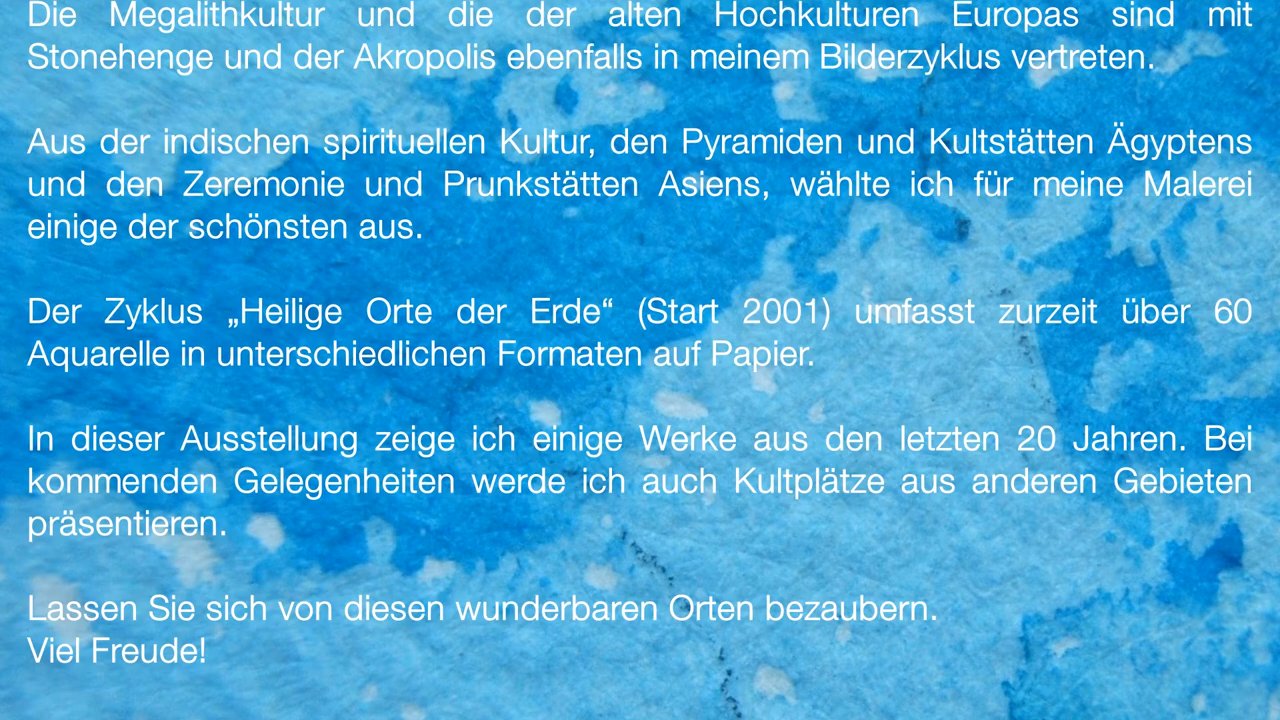 Die Megalithkultur und die der alten Hochkulturen Europas sind mit
Stonehenge und der Akropolis ebenfalls in meinem Bilderzyklus vertreten.
Aus der indischen spirituellen Kultur, den Pyramiden und Kultstätten Ägyptens
und den Zeremonie und Prunkstätten Asiens, wählte ich für meine Malerei
einige der schönsten aus.
Der Zyklus „Heilige Orte der Erde“ (Start 2001) umfasst zurzeit über 60
Aquarelle in unterschiedlichen Formaten auf Papier.
In dieser Ausstellung zeige ich einige Werke aus den letzten 20 Jahren. Bei
kommenden Gelegenheiten werde ich auch Kultplätze aus anderen Gebieten
präsentieren.
Lassen Sie sich von diesen wunderbaren Orten bezaubern.
Viel Freude!